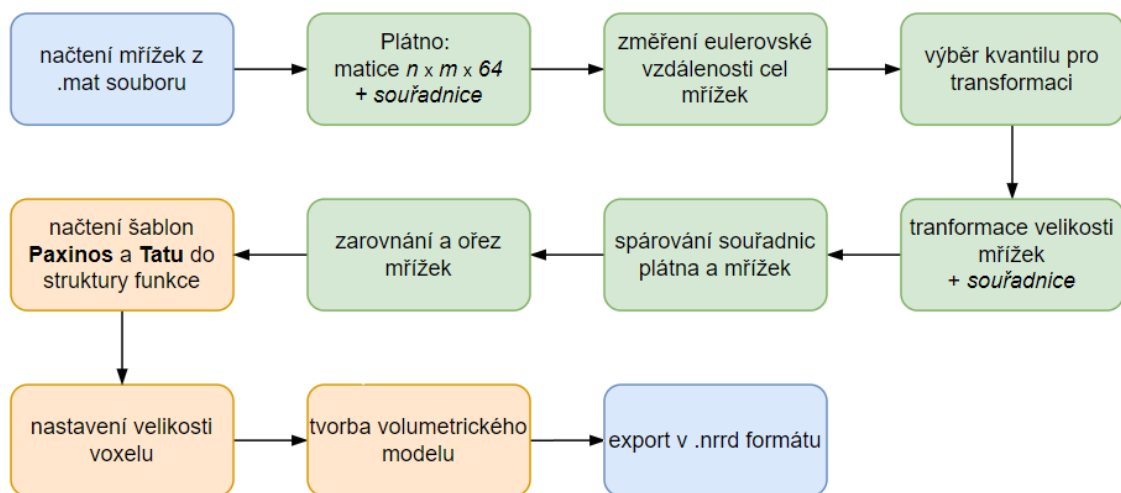 načtení mřížek z
.mat souboru
Plátno:
matice n x m x 64
+ souřadnice
změření eulerovské
vzdálenosti cel
mřížek
výběr kvantilu pro
transformaci
tranformace velikosti
mřížek
+ souřadnice
spárování souřadnic
plátna a mřížek
zarovnání a ořez
mřížek
načtení šablon
Paxinos a Tatu do
struktury funkce
nastavení velikosti
voxelu
tvorba volumetrického
modelu
export v .nrrd formátu